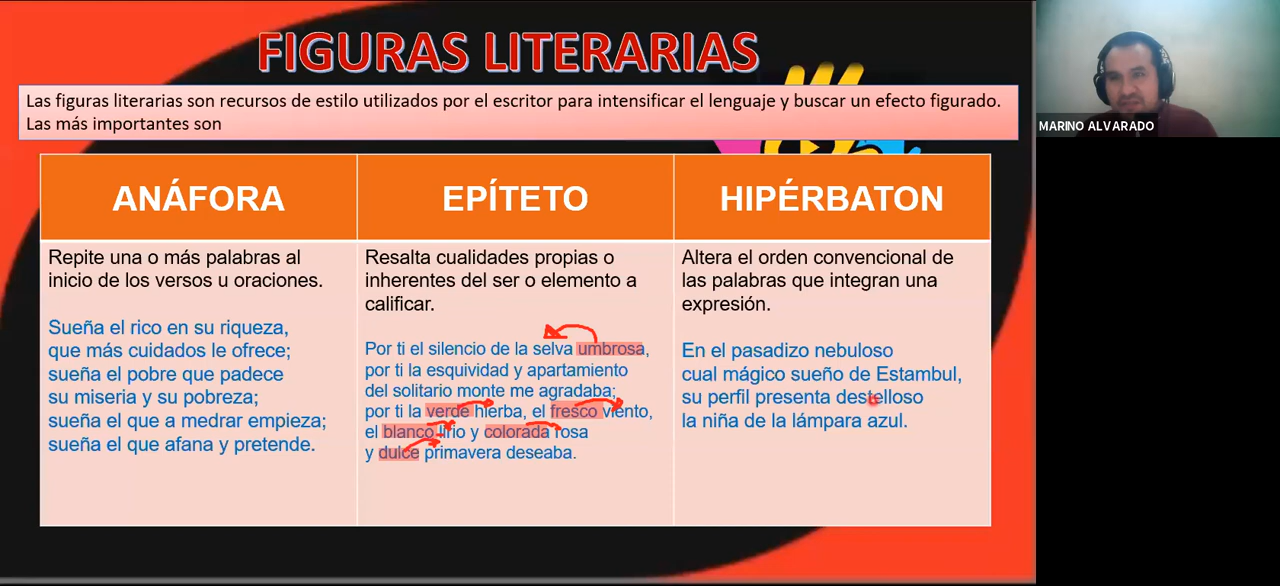 FIGURAS LITERARIAS
Las figuras literarias son recursos de estilo utilizados por el escritor para intensificar el lenguaje y buscar un efecto figurado.
Las más importantes son
MARINO ALVARADO
ANÁFORA
Repite una o más palabras al
inicio de los versos u oraciones.
Sueña el rico en su riqueza,
que más cuidados le ofrece;
sueña el pobre que padece
su miseria y su pobreza;
sueña el que a medrar empieza;
sueña el que afana y pretende.
EPÍTETO
Resalta cualidades propias o
inherentes del ser o elemento a
calificar.
Por ti el silencio de la selva umbrosa,
por ti la esquividad y apartamiento
del solitario monte me agradaba;
por ti la verde hierba, el fresco viento,
el blanco lirio y colorada rosa
y dulce primavera deseaba.
HIPÉRBATON
Altera el orden convencional de
las palabras que integran una
expresión.
En el pasadizo nebuloso
cual mágico sueño de Estambul,
su perfil presenta destelloso
la niña de la lámpara azul.